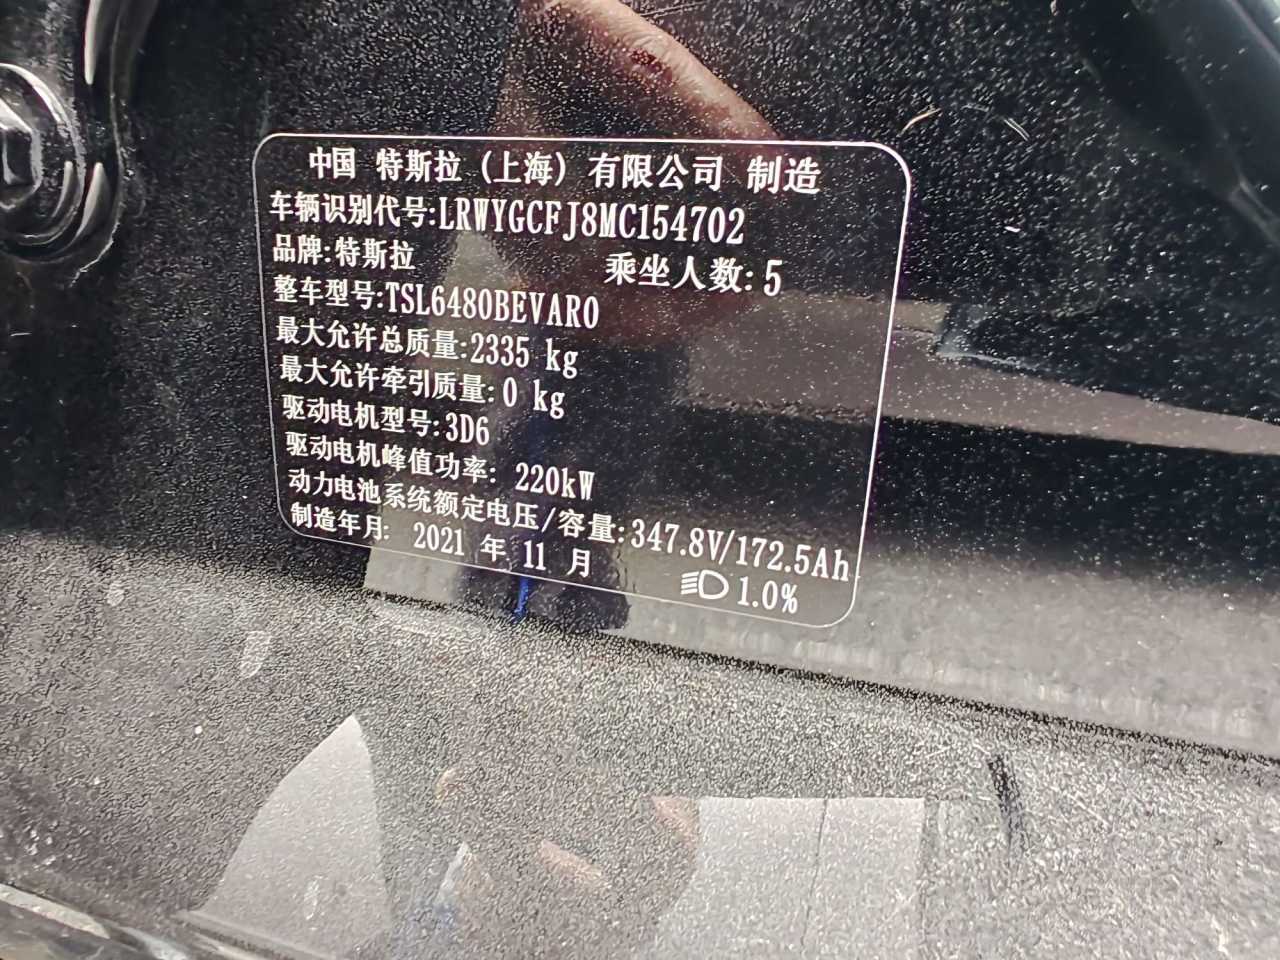 中国 特斯拉（上海）有限公司 制造
车辆识别代号:LRWYGCFJ8MC154702
品牌:特斯拉 乘坐人数:5
整车型号:TSL6480BEVAR0
最大允许总质量:2335 kg
最大允许牵引质量:0 kg
驱动电机型号:3D6
驱动电机峰值功率: 220kW
动力电池系统额定电压/容量:347.8V/172.5Ah
制造年月: 2021 年 11 月 1.0%